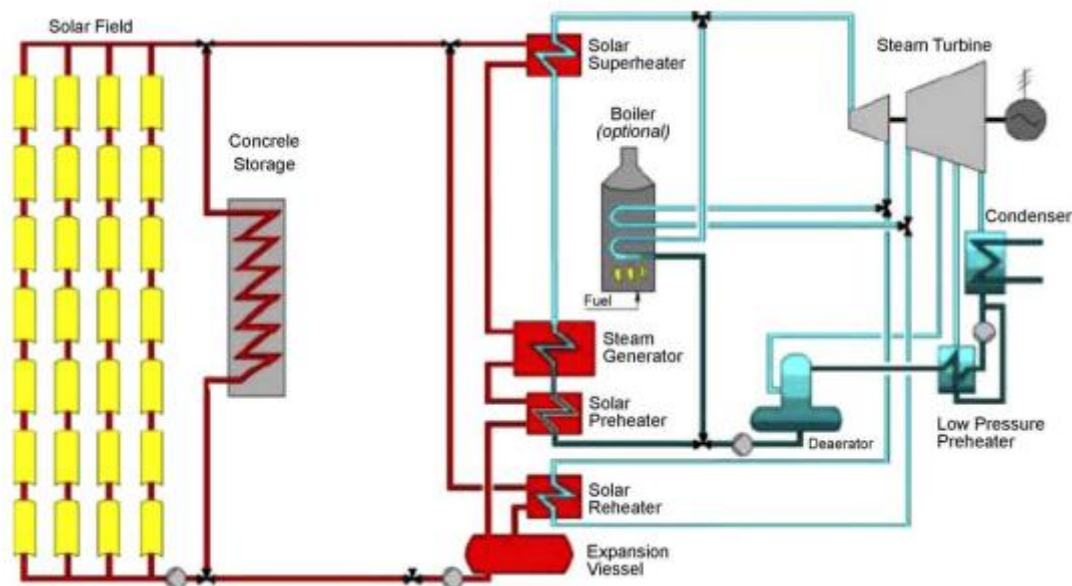 Solar Field
Solar
Superheater
Steam Turbine
Boiler
(optional)
Concrele
Storage
Condenser
Fuel
Steam
Generator
Solar
Preheater
Low Pressure
Preheater
Deaerator
Solar
Reheater
Expansion
Viessel